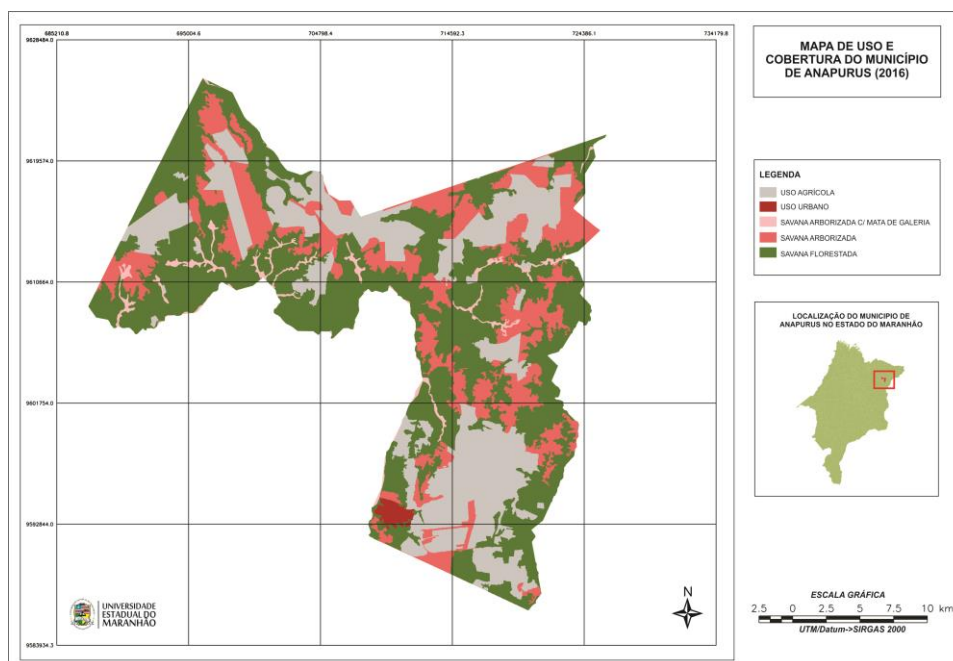 685210.8 695004.6 704798.4 714592.3 724386.1 734179.8
9628484.0
9619574.0
9610664.0
9601754.0
9592844.0
9583934.3
UNIVERSIDADE
ESTADUAL DO
MARANHÃO
N
MAPA DE USO E
COBERTURA DO MUNICÍPIO
DE ANAPURUS (2016)
LEGENDA
USO AGRÍCOLA
USO URBANO
SAVANA ARBORIZADA C/ MATA DE GALERIA
SAVANA ARBORIZADA
SAVANA FLORESTADA
LOCALIZAÇÃO DO MUNICIPIO DE
ANAPURUS NO ESTADO DO MARANHÃO
ESCALA GRÁFICA
2.5 0 2.5 5 7.5 10 km
UTM/Datum->SIRGAS 2000